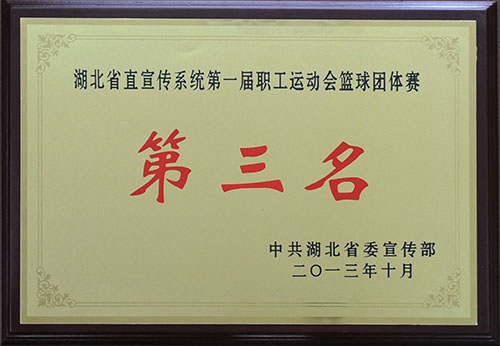 湖北省直宣传系统第一届职工运动会篮球团体赛
第三名
中共湖北省委宣传部
二〇一三年十月